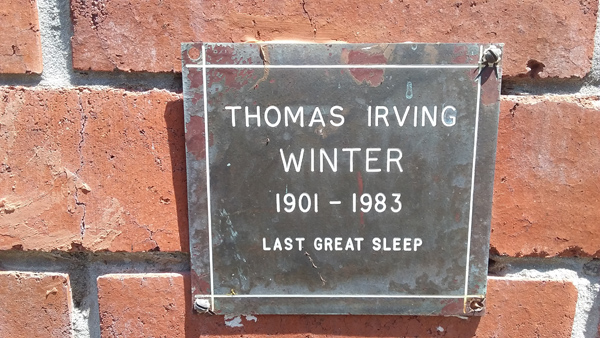 THOMAS IRVING
WINTER
1901 - 1983
LAST GREAT SLEEP